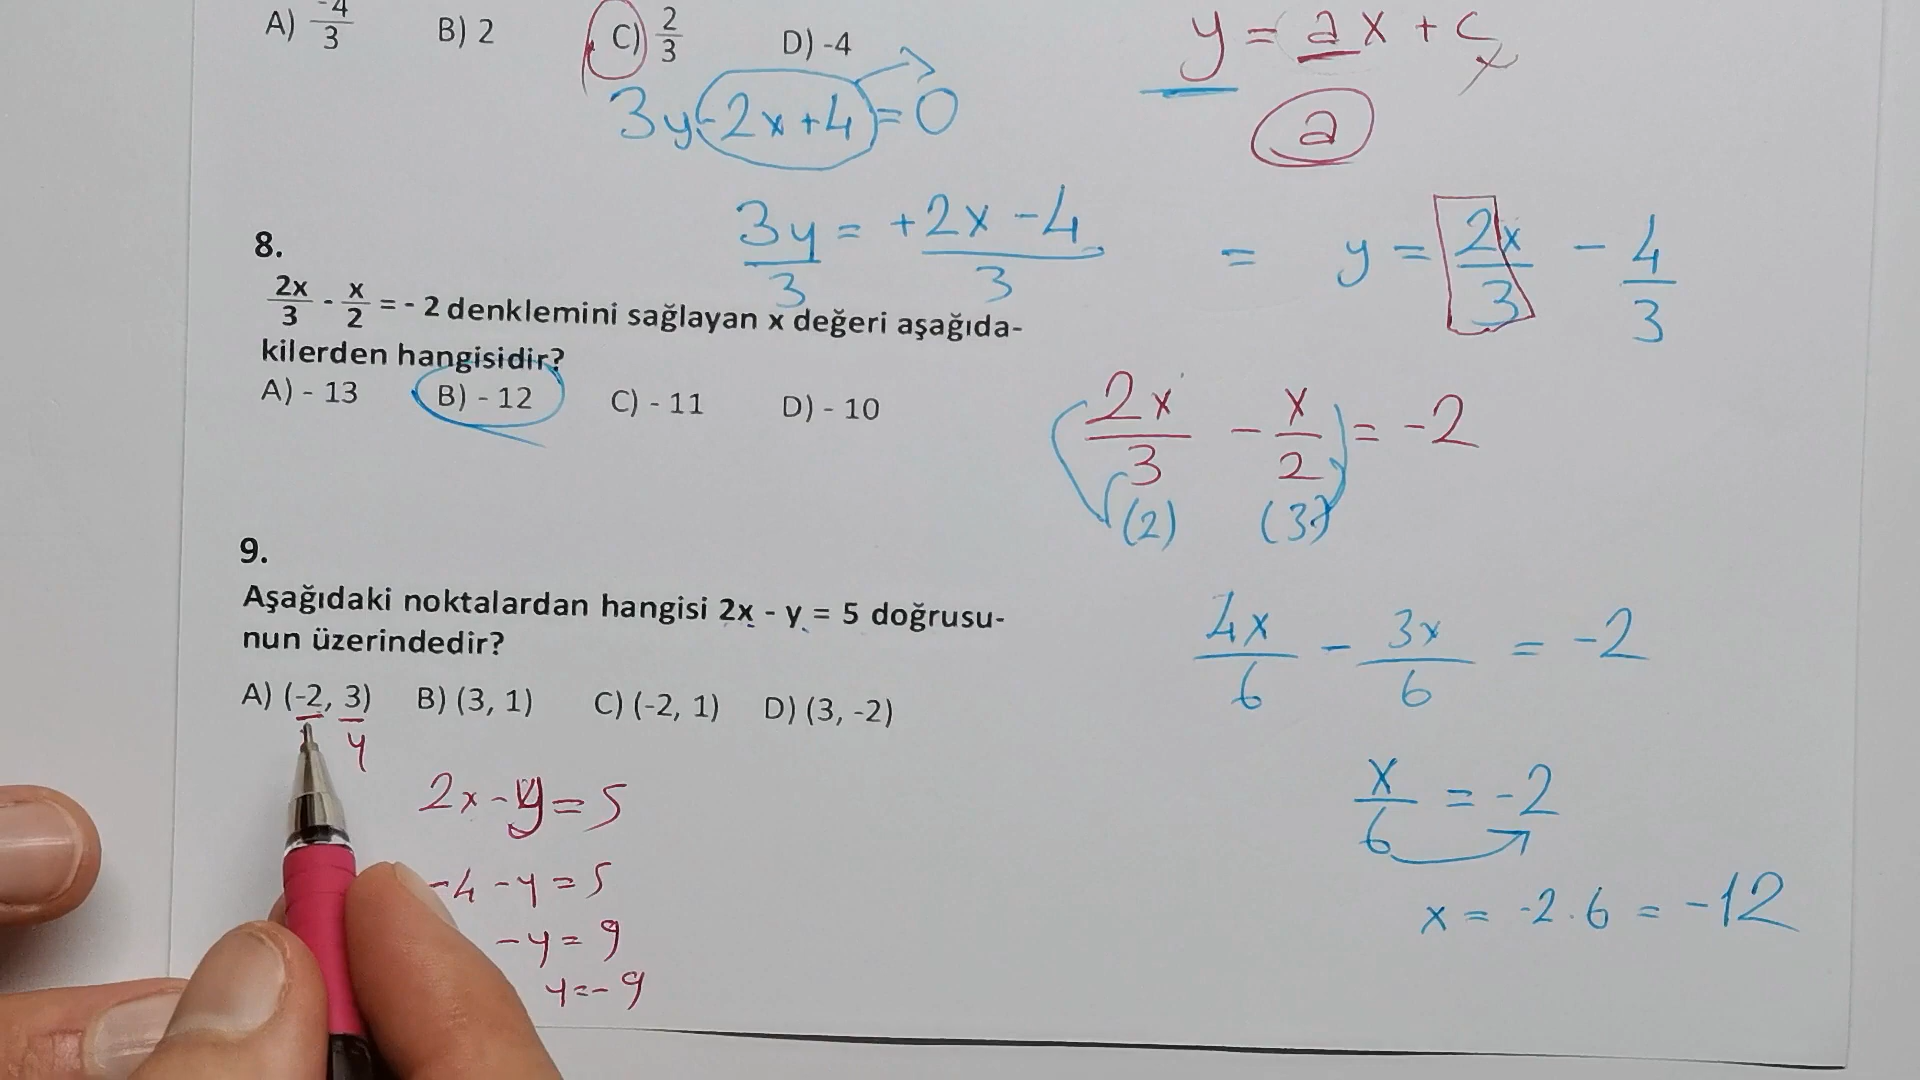 A) -4/3 B) 2 C) 2/3 D) -4
y = ax + c
3y-2x+4=0
a
3y/3 = +2x-4/3 = y = 2x/3 - 4/3
8.
2x/3 - x/2 = - 2 denklemini sağlayan x değeri aşağıda-
kilerden hangisidir?
A) - 13 B) - 12 C) - 11 D) - 10
2x/3 - x/2 = -2
(2) (3)
4x/6 - 3x/6 = -2
x/6 = -2
x = -2.6 = -12
9.
Aşağıdaki noktalardan hangisi 2x - y = 5 doğrusu-
nun üzerindedir?
A) (-2, 3) B) (3, 1) C) (-2, 1) D) (3, -2)
y
2x-y=5
-4-y=5
-y=9
y=-9